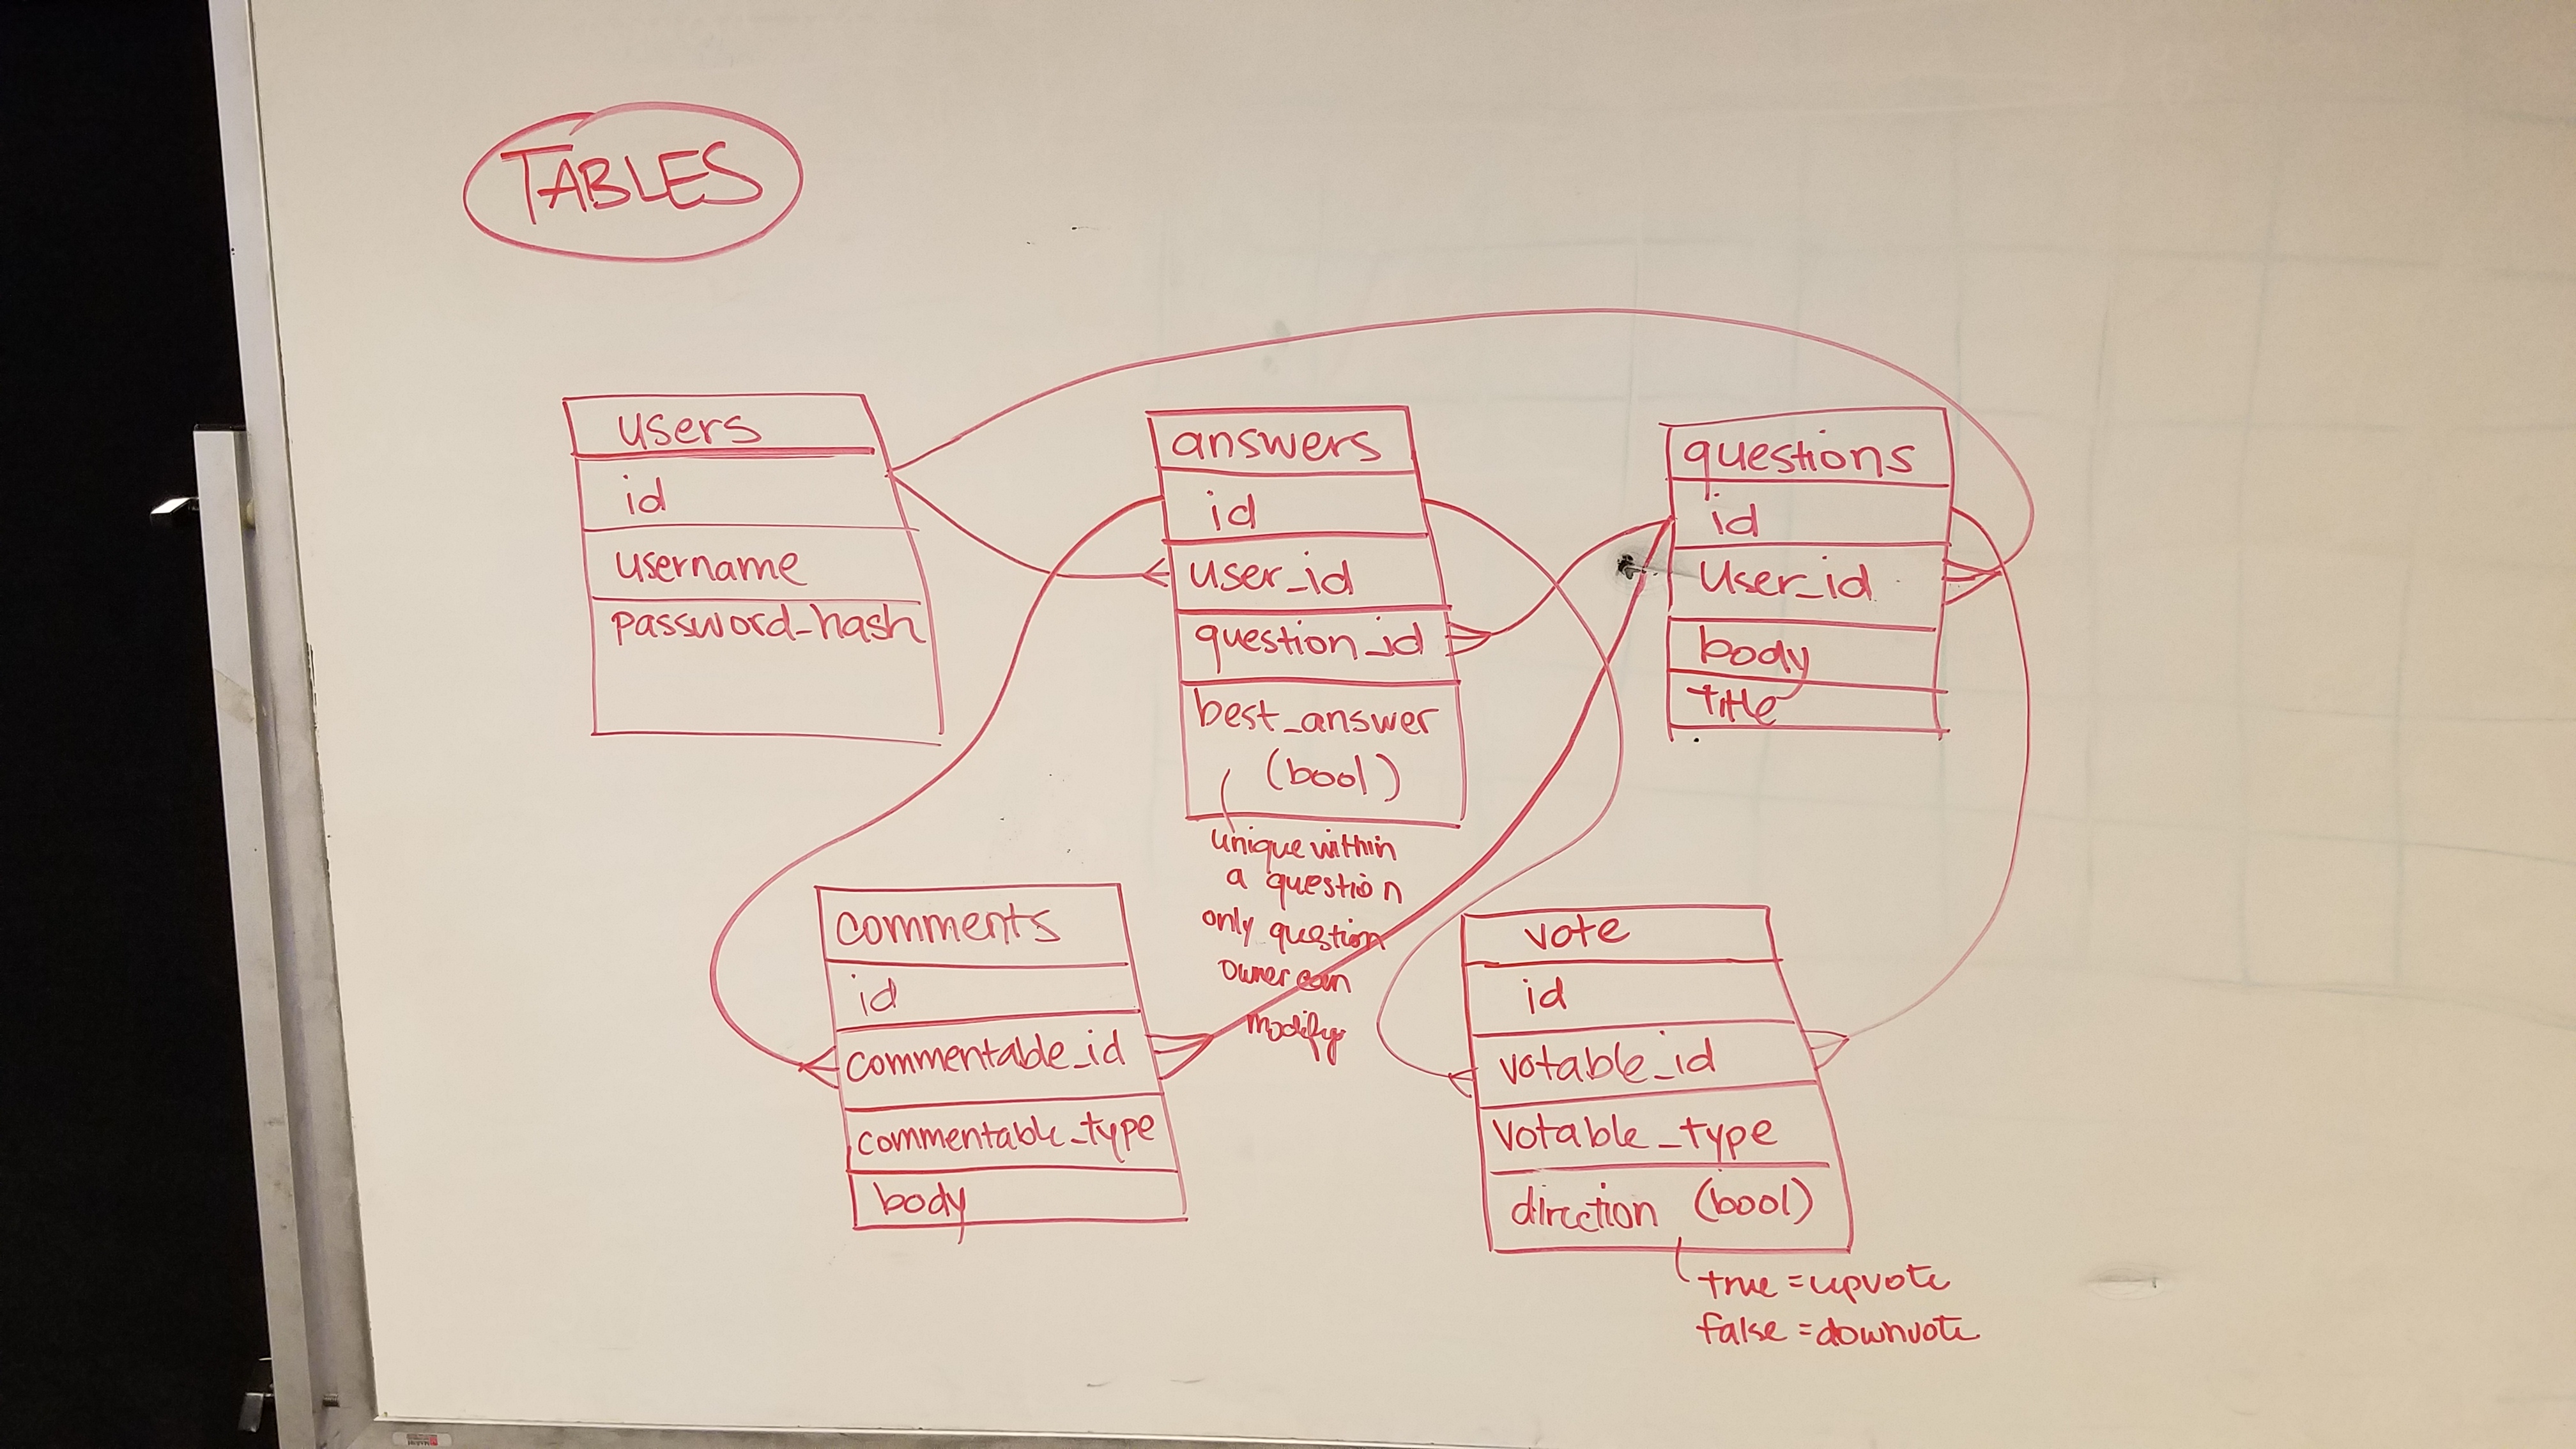 TABLES
users
id
username
password_hash
answers
id
user_id
question_id
best_answer
(bool)
unique within
a question
only question
owner can
modify
questions
id
user_id
body
title
comments
id
commentable_id
commentable_type
body
vote
id
votable_id
votable_type
direction (bool)
true = upvote
false = downvote